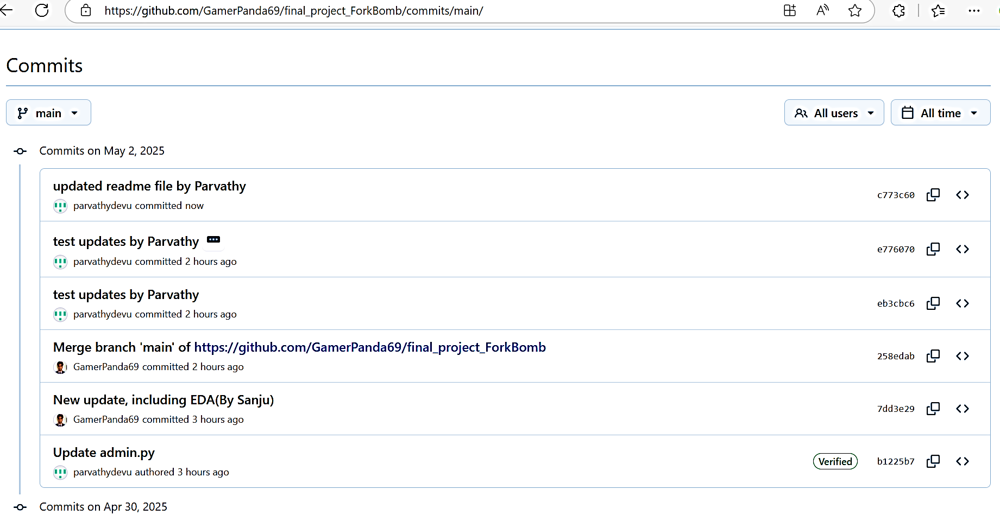 https://github.com/GamerPanda69/final_project_ForkBomb/commits/main/
Commits
main
All users
All time
Commits on May 2, 2025
updated readme file by Parvathy
parvathydevu committed now
c773c60
test updates by Parvathy
parvathydevu committed 2 hours ago
e776070
test updates by Parvathy
parvathydevu committed 2 hours ago
eb3cbc6
Merge branch 'main' of https://github.com/GamerPanda69/final_project_ForkBomb
GamerPanda69 committed 2 hours ago
258edab
New update, including EDA(By Sanju)
GamerPanda69 committed 3 hours ago
7dd3e29
Update admin.py
parvathydevu authored 3 hours ago
Verified
b1225b7
Commits on Apr 30, 2025